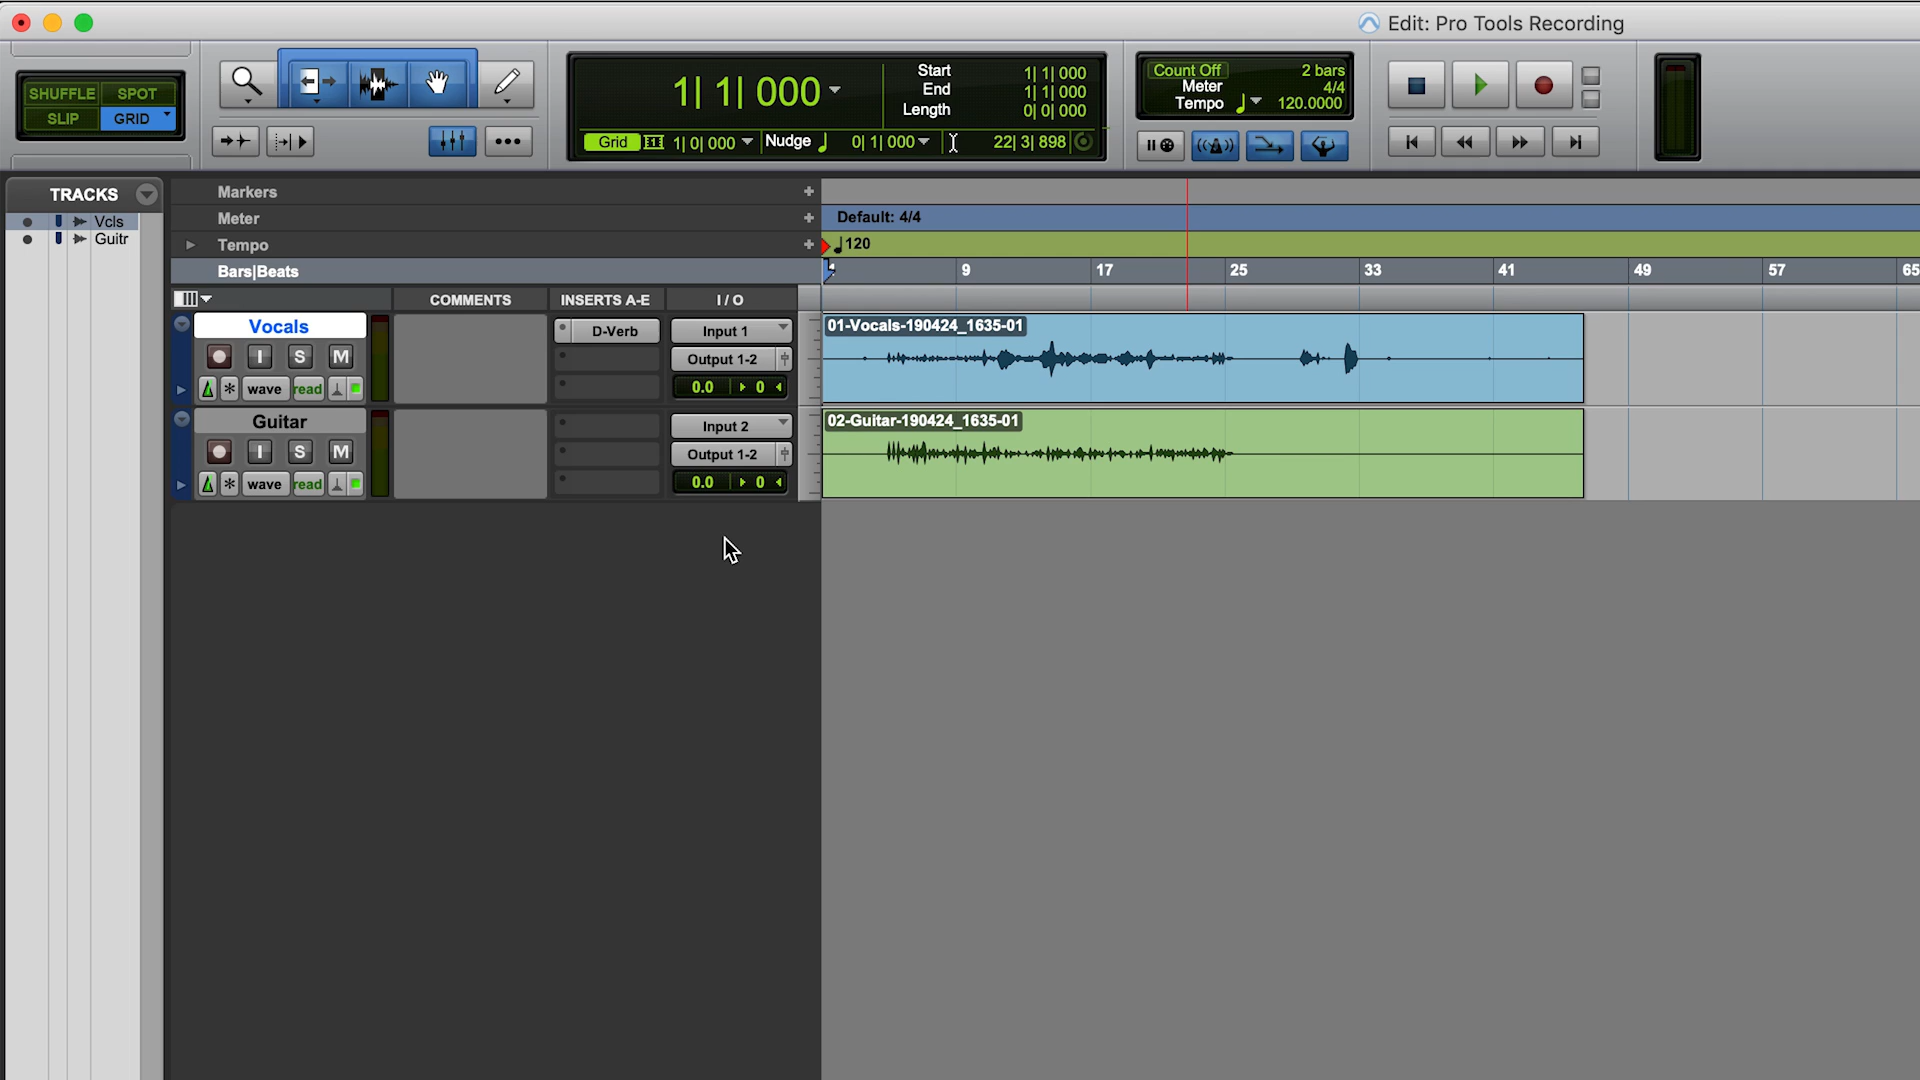 Edit: Pro Tools Recording
SHUFFLE SPOT
SLIP GRID
1| 1| 000
Start 1| 1| 000
End 1| 1| 000
Length 0| 0| 000
Grid 1| 0| 000 Nudge 0| 1| 000 22| 3| 898
Count Off 2 bars
Meter 4/4
Tempo 120.0000
TRACKS
Vcls
Guitr
Markers
Meter
Default: 4/4
Tempo
120
Bars|Beats
9 17 25 33 41 49 57 65
COMMENTS INSERTS A-E I / O
Vocals
I S M
wave read
D-Verb
Input 1
Output 1-2
0.0 0
01-Vocals-190424_1635-01
Guitar
I S M
wave read
Input 2
Output 1-2
0.0 0
02-Guitar-190424_1635-01